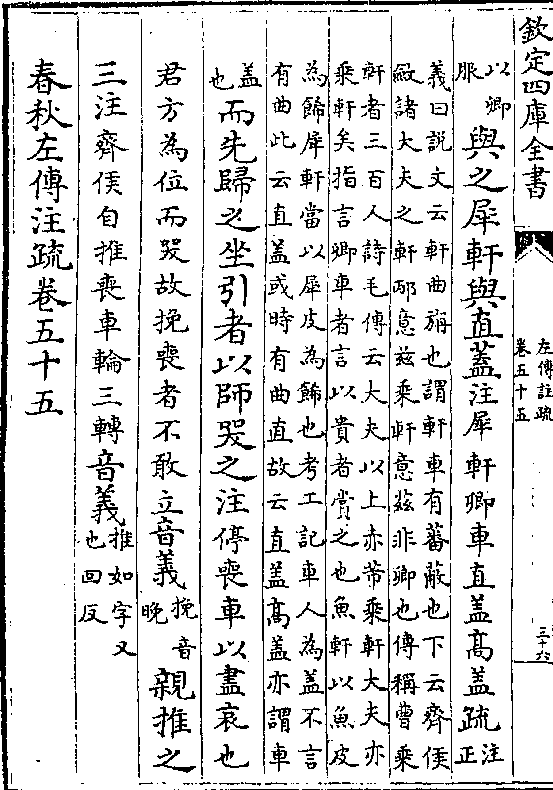 欽定四庫全書
左傳註疏
卷五十五
三十六
以卿
服
與之犀軒與直蓋注犀軒卿車直蓋髙蓋疏
注
正
義曰說文云軒曲輈也謂軒車有蕃蔽也下云齊侯
斂諸大夫之軒邴意茲乗軒意茲非卿也傳稱曹乗
軒者三百人詩毛傳云大夫以上亦芾乗軒大夫亦
乗軒矣指言卿車者言以貴者賞之也魚軒以魚皮
為飾犀軒當以犀皮為飾也考工記車人為蓋不言
有曲此云直蓋或時有曲直故云直蓋髙蓋亦謂車
蓋
也
而先歸之坐引者以師哭之注停喪車以盡哀也
君方為位而哭故挽喪者不敢立音義
挽音
晚
親推之
三注齊侯自推喪車輪三轉音義
推如字又
也回反
春秋左傳注疏卷五十五